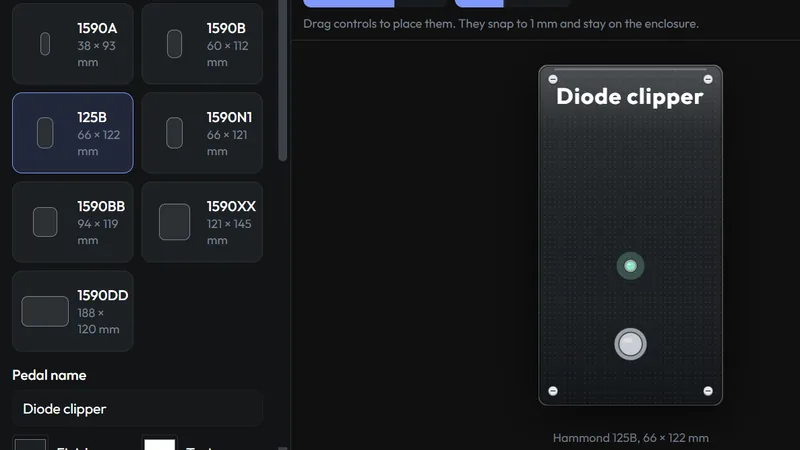 1590A
38 × 93
mm
1590B
60 × 112
mm
125B
66 × 122
mm
1590N1
66 × 121
mm
1590BB
94 × 119
mm
1590XX
121 × 145
mm
1590DD
188 ×
120 mm
Pedal name
Diode clipper
Drag controls to place them. They snap to 1 mm and stay on the enclosure.
Diode clipper
Hammond 125B, 66 × 122 mm